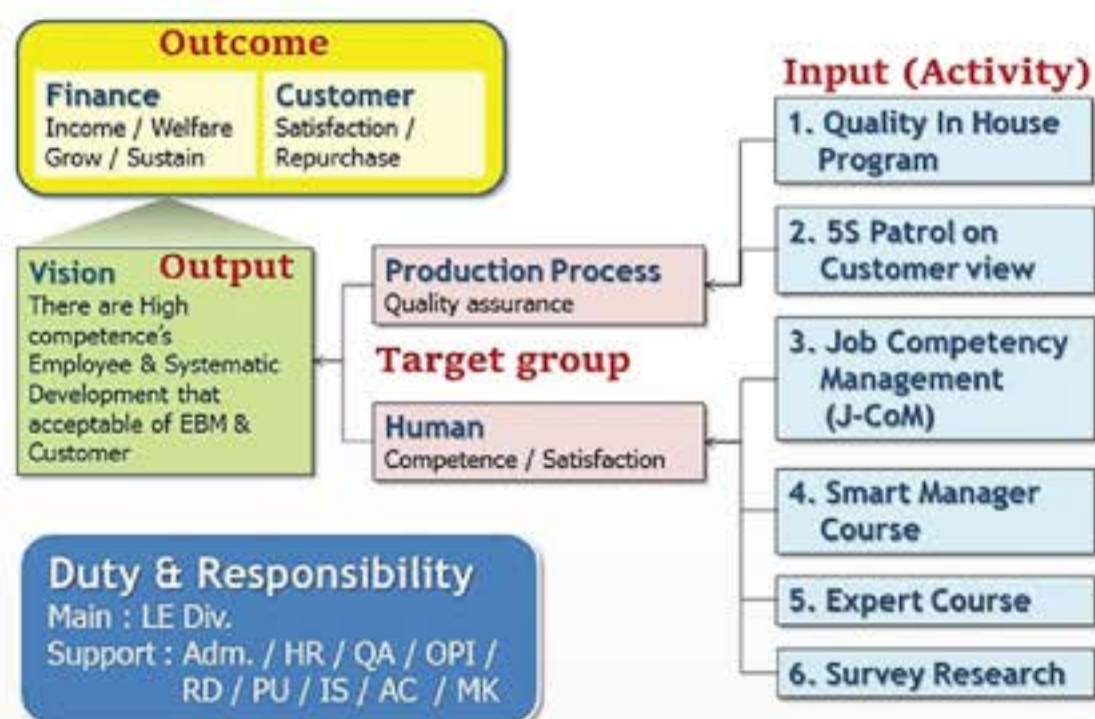 Outcome
Finance
Income / Welfare
Grow / Sustain
Customer
Satisfaction /
Repurchase
Vision
Output
There are High
competence's
Employee & Systematic
Development that
acceptable of EBM &
Customer
Production Process
Quality assurance
Target group
Human
Competence / Satisfaction
Input (Activity)
1. Quality In House
Program
2. 5S Patrol on
Customer view
3. Job Competency
Management
(J-CoM)
4. Smart Manager
Course
5. Expert Course
6. Survey Research
Duty & Responsibility
Main : LE Div.
Support : Adm. / HR / QA / OPI /
RD / PU / IS / AC / MK